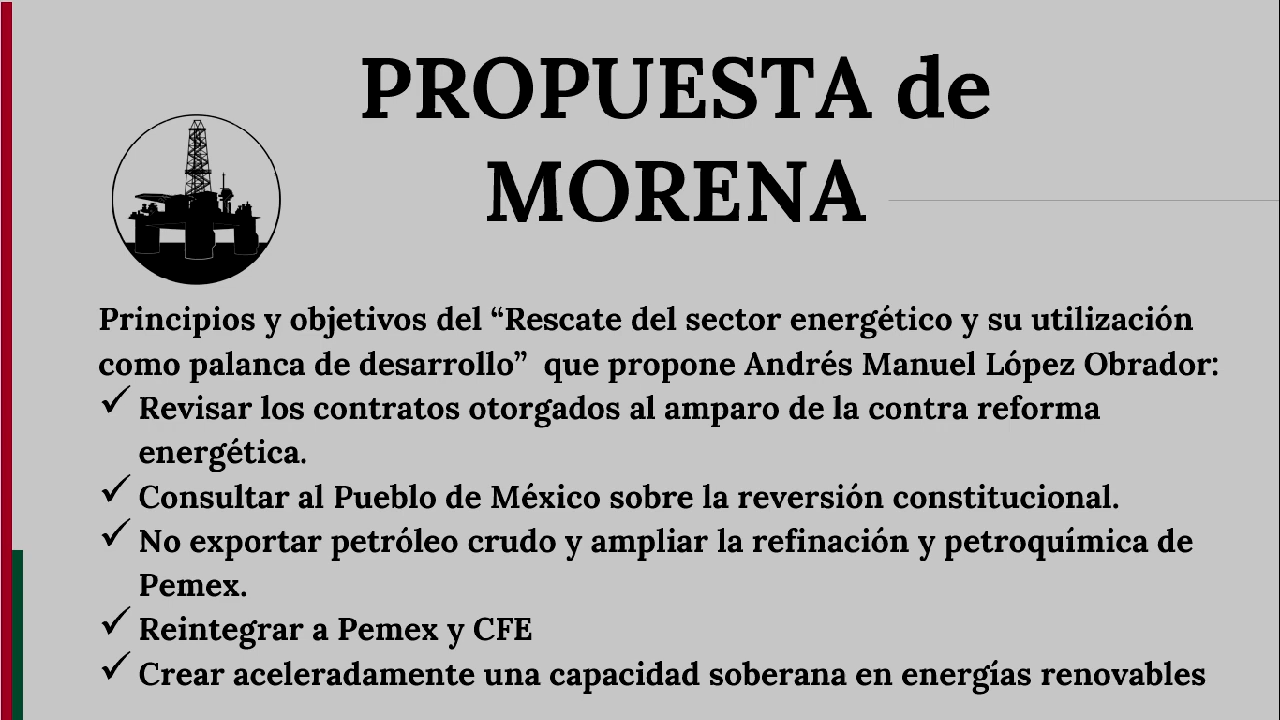 PROPUESTA de
MORENA
Principios y objetivos del “Rescate del sector energético y su utilización
como palanca de desarrollo” que propone Andrés Manuel López Obrador:
✓ Revisar los contratos otorgados al amparo de la contra reforma
energética.
✓ Consultar al Pueblo de México sobre la reversión constitucional.
✓ No exportar petróleo crudo y ampliar la refinación y petroquímica de
Pemex.
✓ Reintegrar a Pemex y CFE
✓ Crear aceleradamente una capacidad soberana en energías renovables